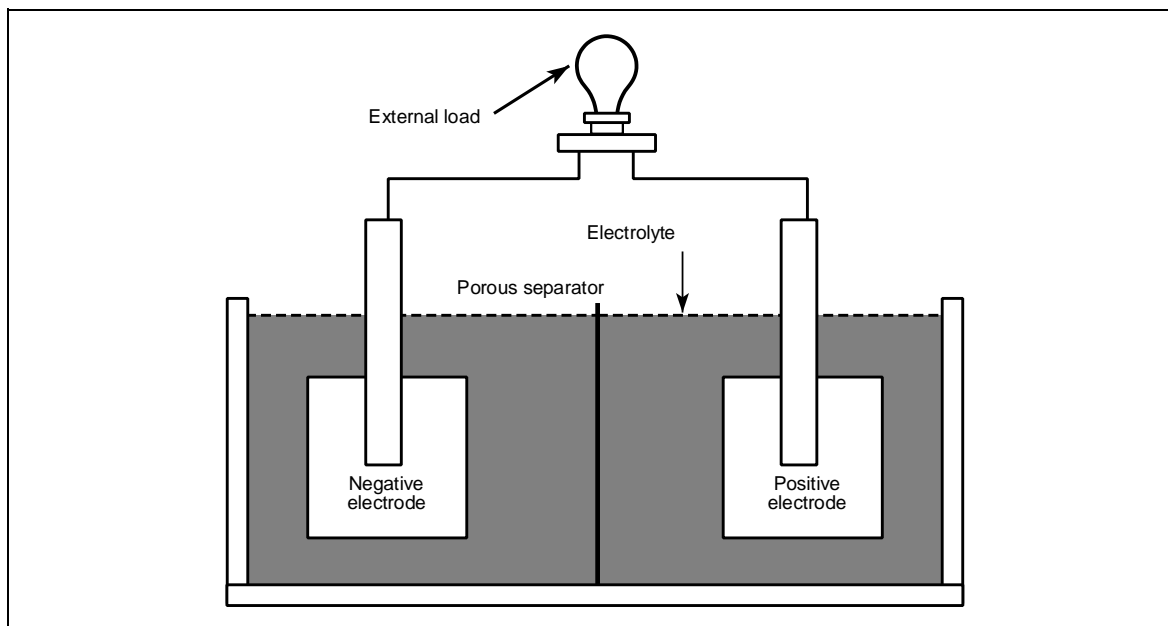 External load
Electrolyte
Porous separator
Negative
electrode
Positive
electrode